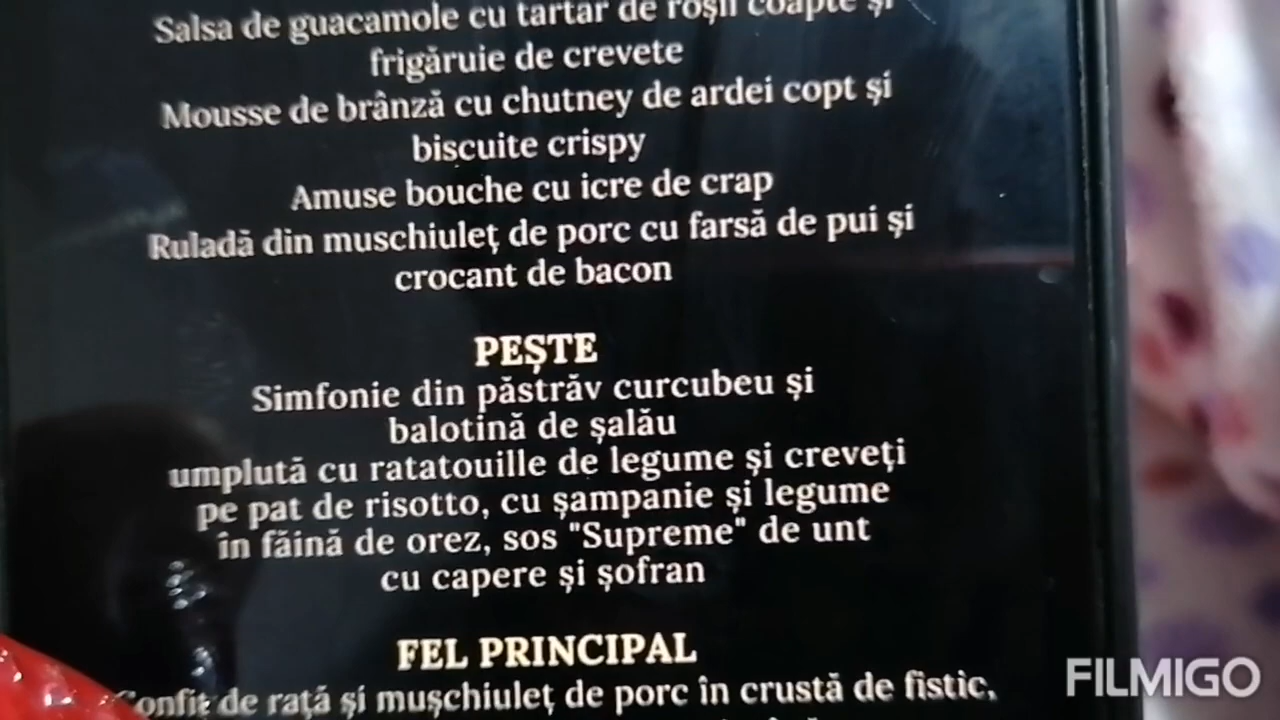 Salsa de guacamole cu tartar de roșii coapte și
frigăruie de crevete
Mousse de brânză cu chutney de ardei copt și
biscuite crispy
Amuse bouche cu icre de crap
Ruladă din muschiuleț de porc cu farsă de pui și
crocant de bacon
PEȘTE
Simfonie din păstrăv curcubeu și
balotină de șalău
umplută cu ratatouille de legume și creveți
pe pat de risotto, cu șampanie și legume
în făină de orez, sos "Supreme" de unt
cu capere și șofran
FEL PRINCIPAL
Confit de rață și mușchiuleț de porc în crustă de fistic,
FILMIGO